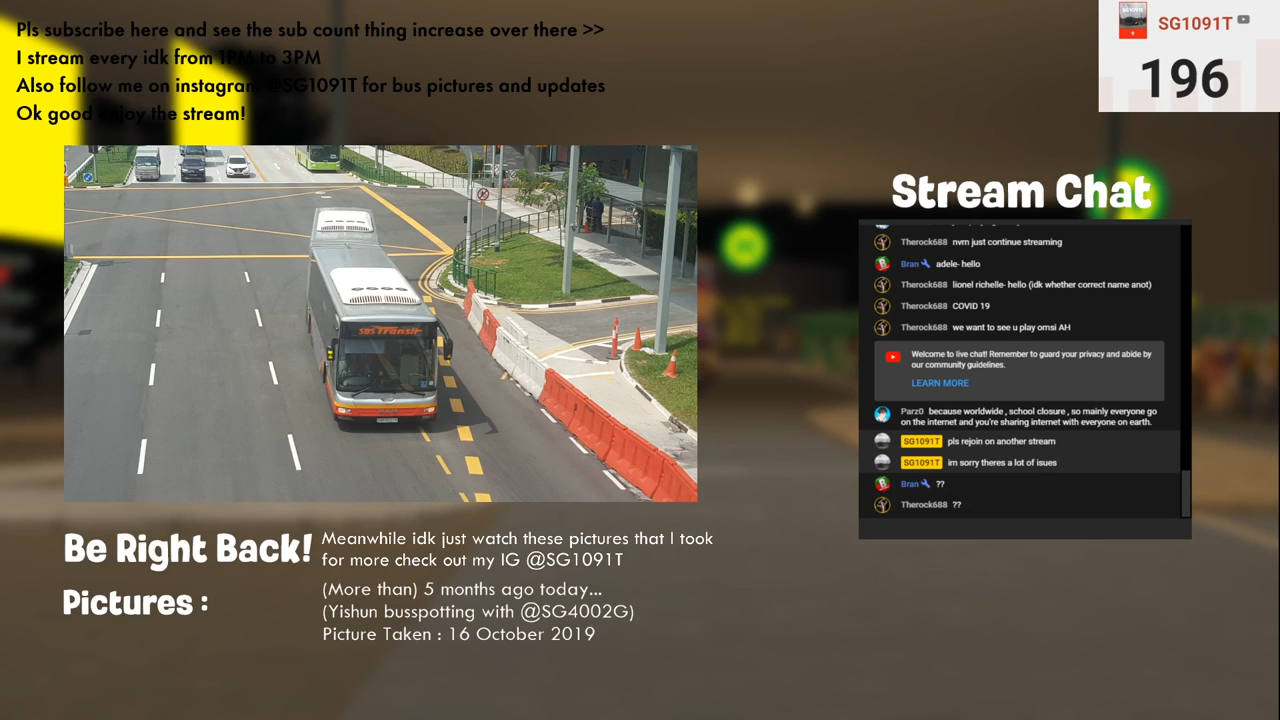 Pls subscribe here and see the sub count thing increase over there >>
I stream every idk from 1PM to 3PM
Also follow me on instagram @SG1091T for bus pictures and updates
Ok good enjoy the stream!
SG1091T
196
SBS Transit
Stream Chat
Therock688 nvm just continue streaming
Bran adele- hello
Therock688 lionel richelle- hello (idk whether correct name anot)
Therock688 COVID 19
Therock688 we want to see u play omsi AH
Welcome to live chat! Remember to guard your privacy and abide by
our community guidelines.
LEARN MORE
Parz0 because worldwide , school closure , so mainly everyone go
on the internet and you're sharing internet with everyone on earth.
SG1091T pls rejoin on another stream
SG1091T im sorry theres a lot of isues
Bran ??
Therock688 ??
Be Right Back!
Meanwhile idk just watch these pictures that I took
for more check out my IG @SG1091T
Pictures :
(More than) 5 months ago today...
(Yishun busspotting with @SG4002G)
Picture Taken : 16 October 2019